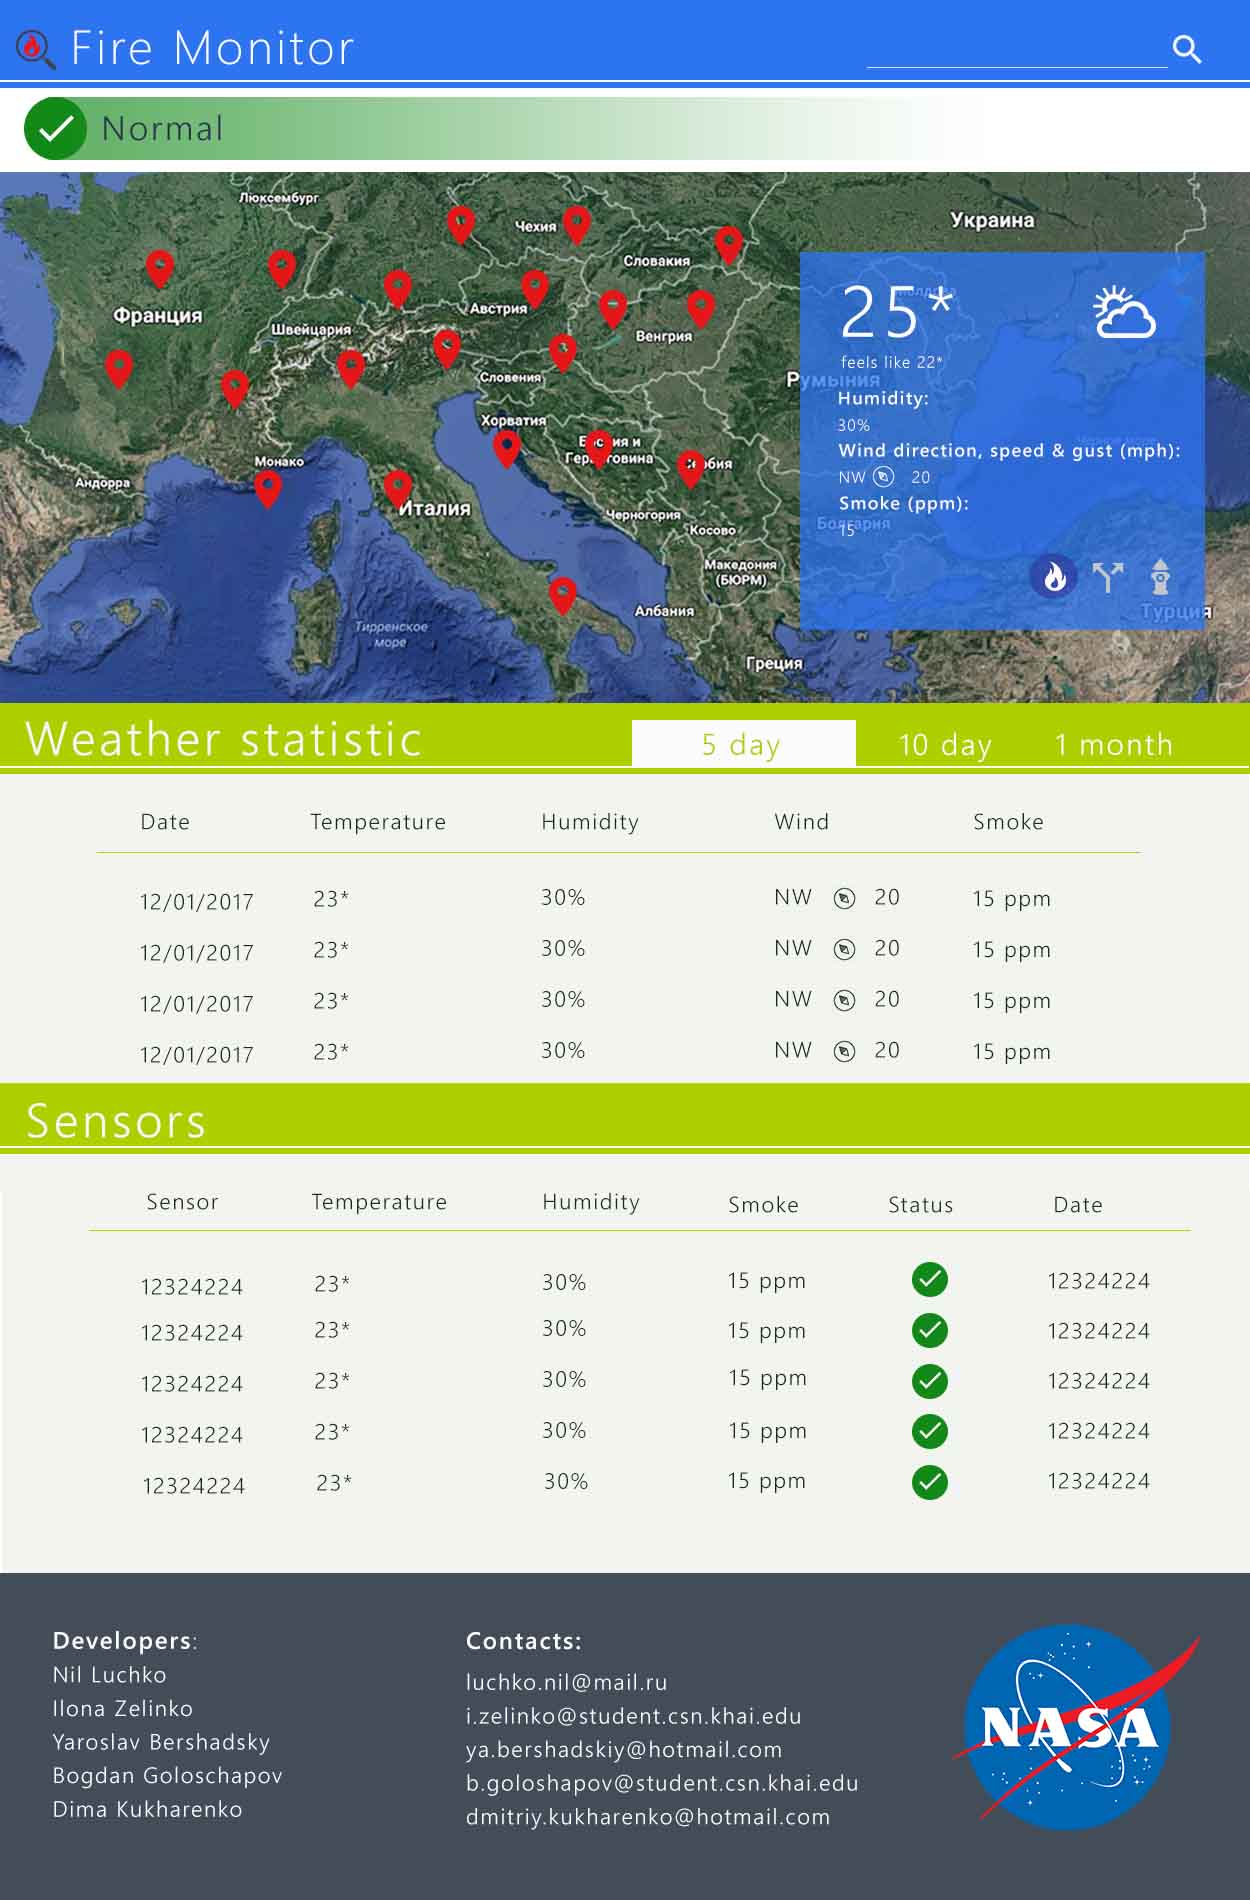 Fire Monitor
Normal
Люксембург
Чехия
Украина
Словакия
Франция
Швейцария
Австрия
Венгрия
Словения
Румыния
Хорватия
Босния и
Герцеговина
Сербия
Монако
Андорра
Италия
Черногория
Косово
Болгария
Македония
(БЮРМ)
Албания
Тирренское
море
Греция
Турция
Молдова
Черное море
25*
feels like 22*
Humidity:
30%
Wind direction, speed & gust (mph):
NW 20
Smoke (ppm):
15
Weather statistic 5 day 10 day 1 month
Date Temperature Humidity Wind Smoke
12/01/2017 23* 30% NW 20 15 ppm
12/01/2017 23* 30% NW 20 15 ppm
12/01/2017 23* 30% NW 20 15 ppm
12/01/2017 23* 30% NW 20 15 ppm
Sensors
Sensor Temperature Humidity Smoke Status Date
12324224 23* 30% 15 ppm 12324224
12324224 23* 30% 15 ppm 12324224
12324224 23* 30% 15 ppm 12324224
12324224 23* 30% 15 ppm 12324224
12324224 23* 30% 15 ppm 12324224
Developers:
Nil Luchko
Ilona Zelinko
Yaroslav Bershadsky
Bogdan Goloschapov
Dima Kukharenko
Contacts:
luchko.nil@mail.ru
i.zelinko@student.csn.khai.edu
ya.bershadskiy@hotmail.com
b.goloshapov@student.csn.khai.edu
dmitriy.kukharenko@hotmail.com
NASA